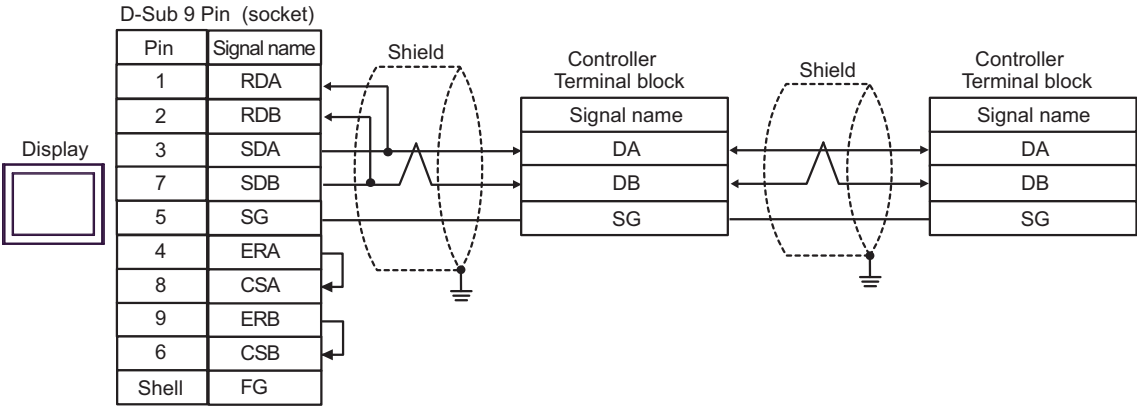 D-Sub 9 Pin (socket)
Display
Pin Signal name
1 RDA
2 RDB
3 SDA
7 SDB
5 SG
4 ERA
8 CSA
9 ERB
6 CSB
Shell FG
Shield
Controller
Terminal block
Signal name
DA
DB
SG
Shield
Controller
Terminal block
Signal name
DA
DB
SG